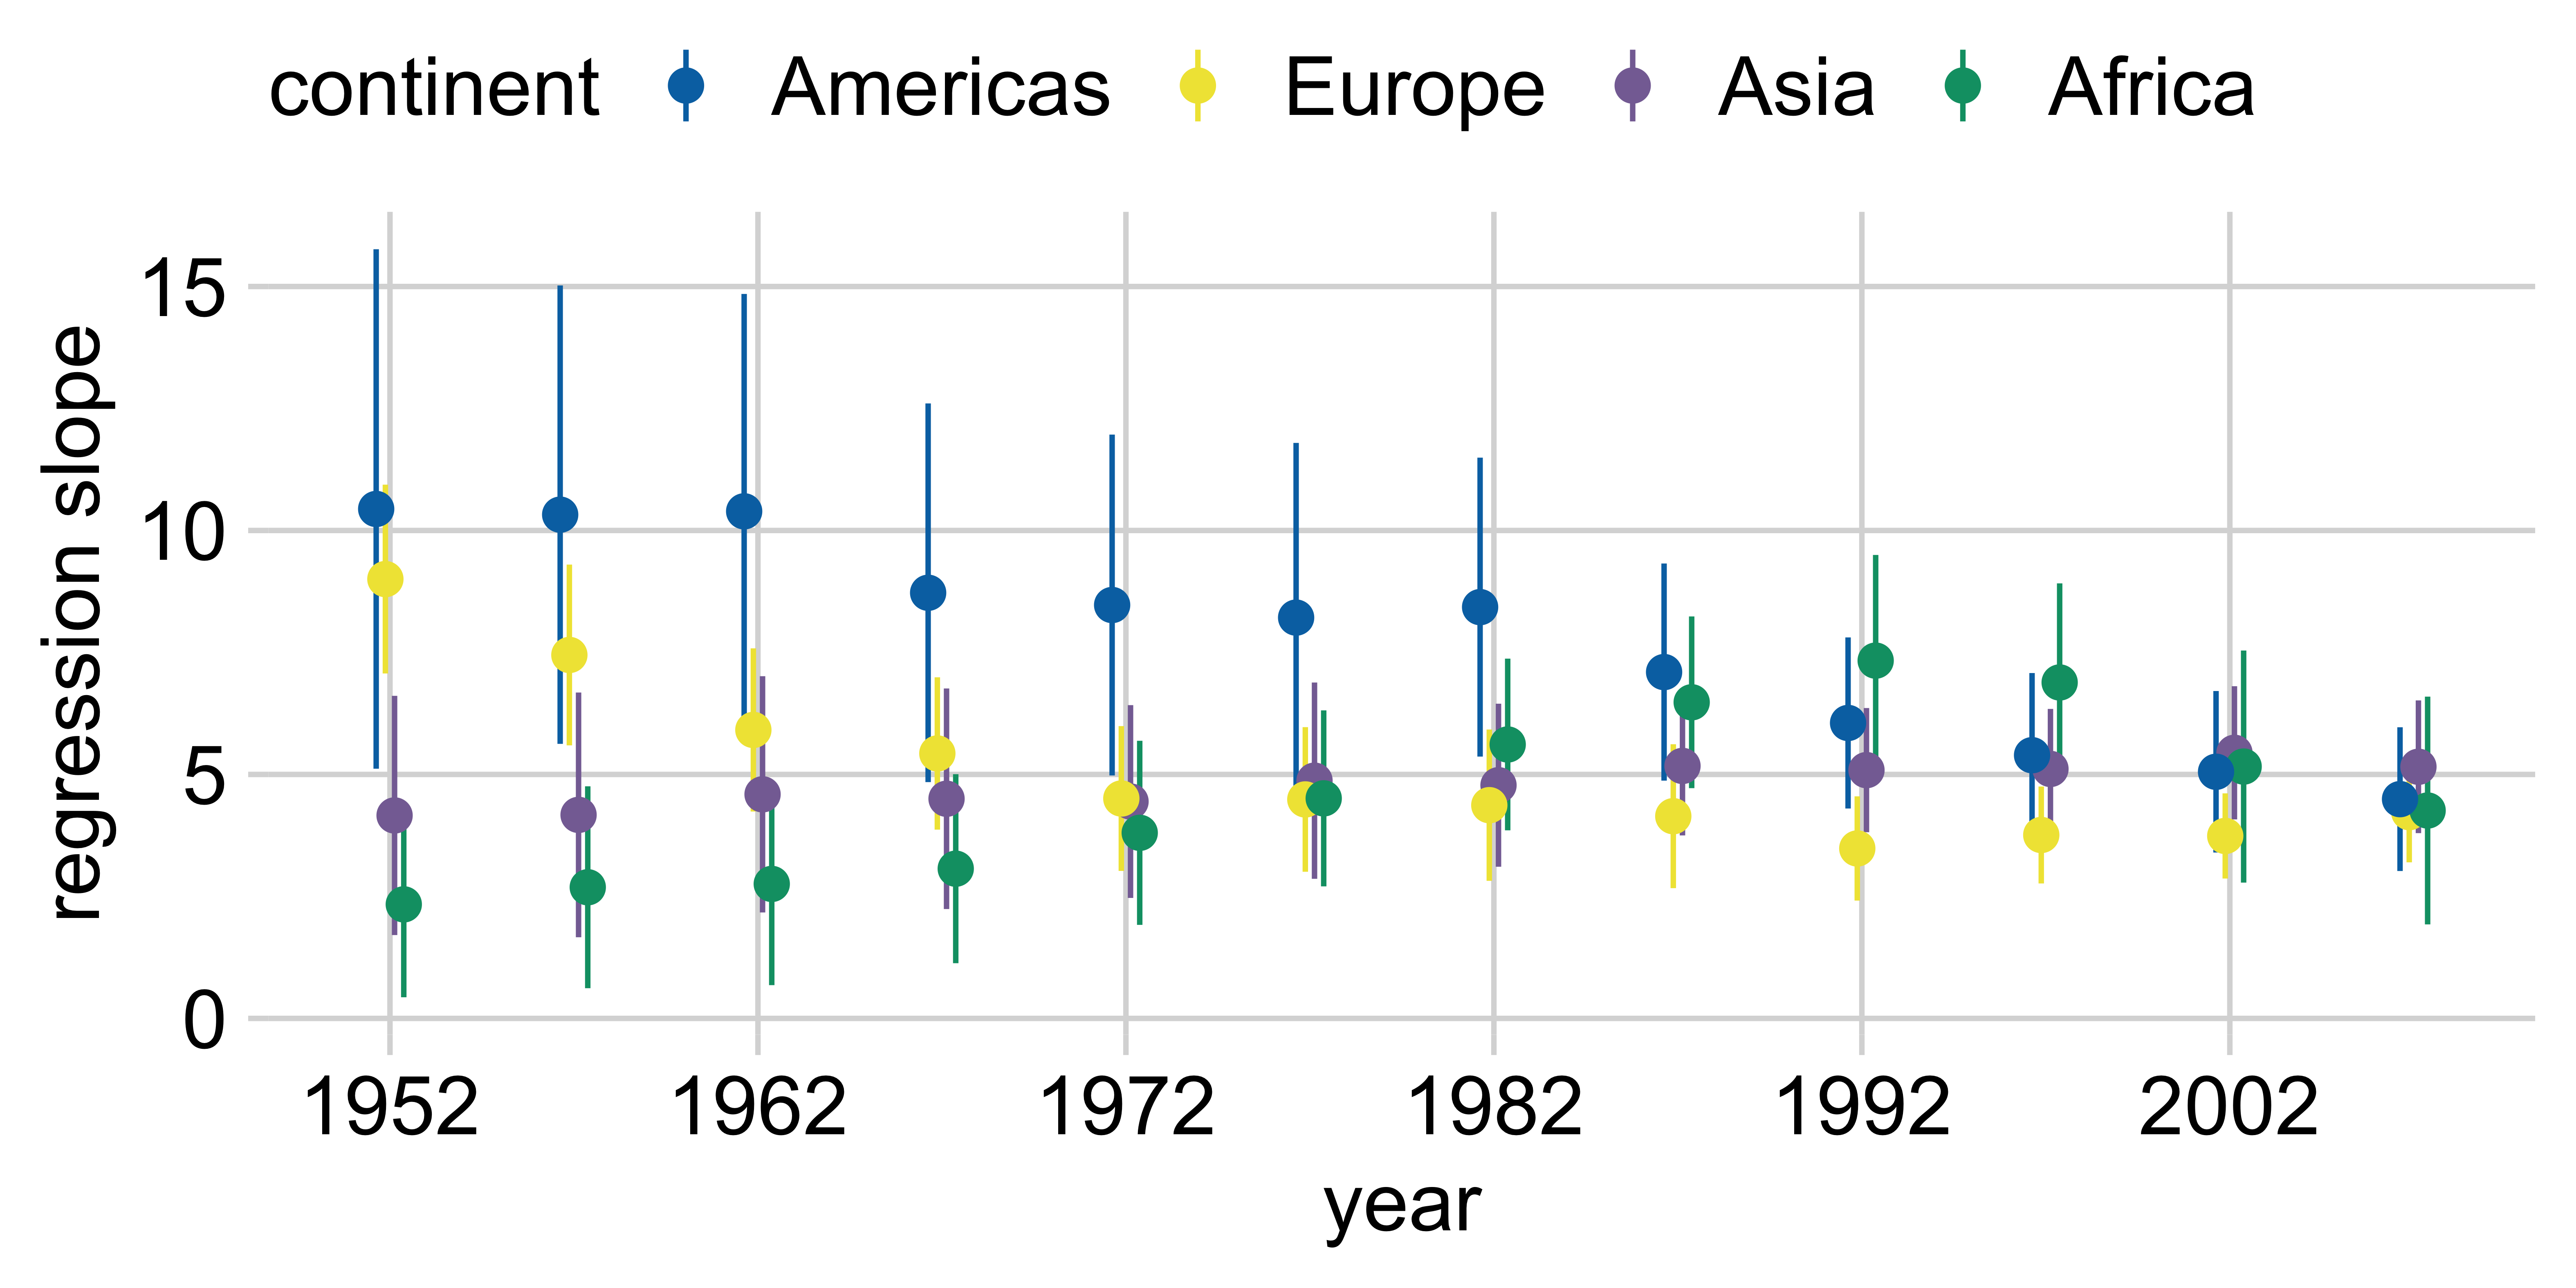 continent Americas Europe Asia Africa
15
10
5
0
regression slope
1952 1962 1972 1982 1992 2002
year